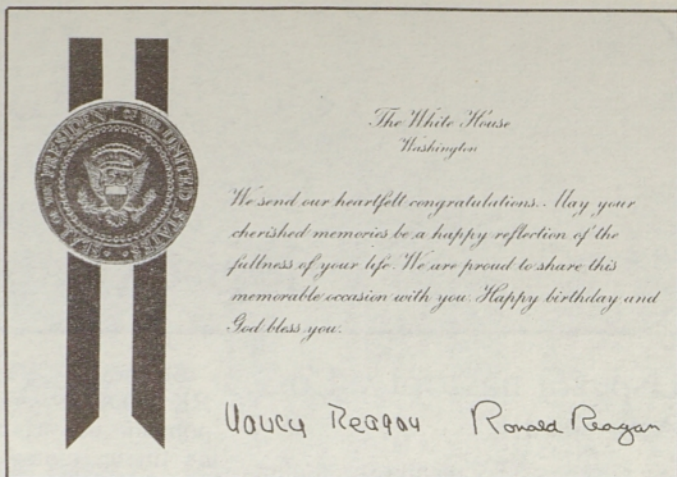 SEAL OF THE PRESIDENT OF THE UNITED STATES
The White House
Washington
We send our heartfelt congratulations. May your
cherished memories be a happy reflection of the
fullness of your life. We are proud to share this
memorable occasion with you. Happy birthday and
God bless you.
Nancy Reagan Ronald Reagan